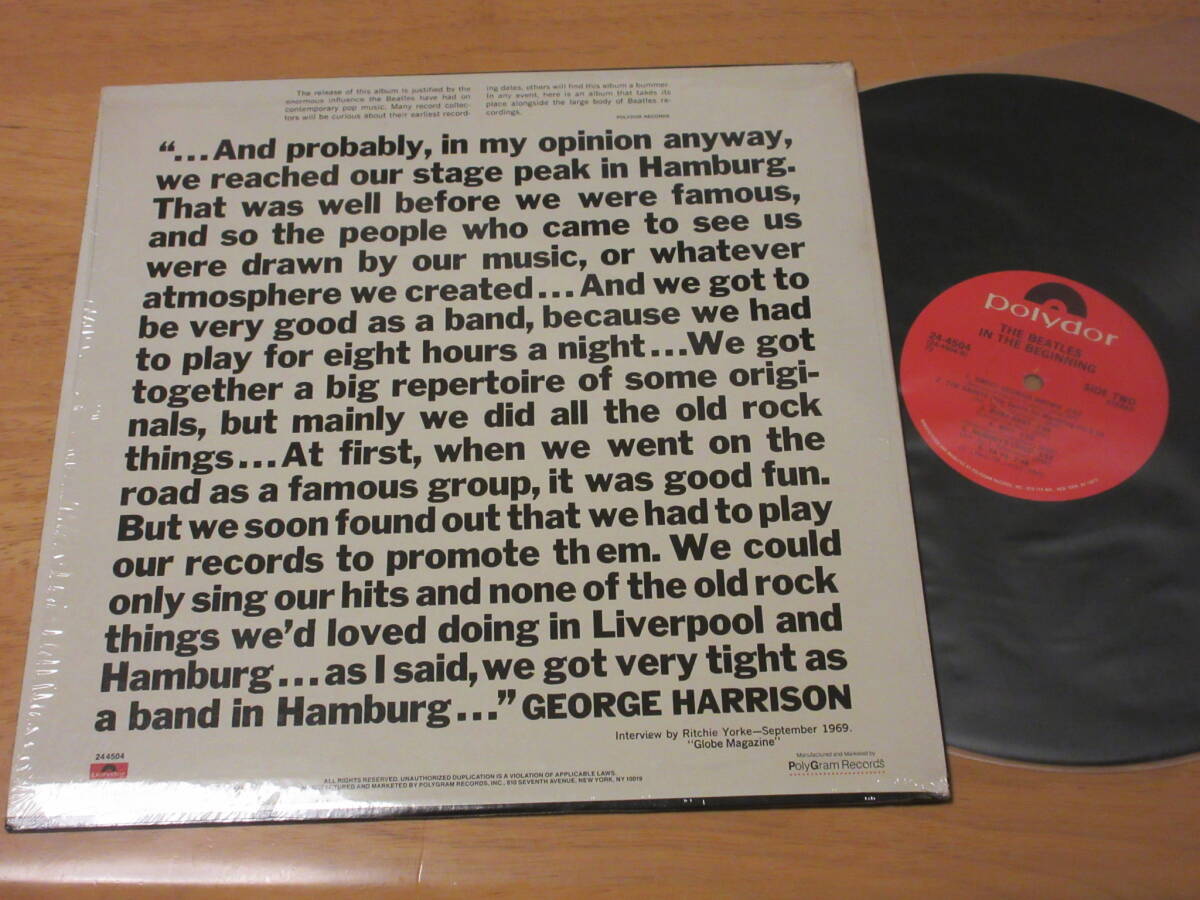 The release of this album is justified by the
enormous influence the Beatles have had on
contemporary pop music. Many record collec-
tors will be curious about their earliest record-
ing dates, others will find this album a bummer.
In any event, here is an album that takes its
place alongside the large body of Beatles re-
cordings.
POLYDOR RECORDS
“...And probably, in my opinion anyway,
we reached our stage peak in Hamburg.
That was well before we were famous,
and so the people who came to see us
were drawn by our music, or whatever
atmosphere we created...And we got to
be very good as a band, because we had
to play for eight hours a night...We got
together a big repertoire of some origi-
nals, but mainly we did all the old rock
things...At first, when we went on the
road as a famous group, it was good fun.
But we soon found out that we had to play
our records to promote them. We could
only sing our hits and none of the old rock
things we’d loved doing in Liverpool and
Hamburg...as I said, we got very tight as
a band in Hamburg...” GEORGE HARRISON
Interview by Ritchie Yorke—September 1969.
"Globe Magazine"
24 4504
polydor
Manufactured and Marketed by
PolyGram Records
ALL RIGHTS RESERVED. UNAUTHORIZED DUPLICATION IS A VIOLATION OF APPLICABLE LAWS.
MANUFACTURED AND MARKETED BY POLYGRAM RECORDS, INC., 810 SEVENTH AVENUE, NEW YORK, NY 10019
polydor
THE BEATLES
IN THE BEGINNING
24-4504
SIDE TWO
STEREO